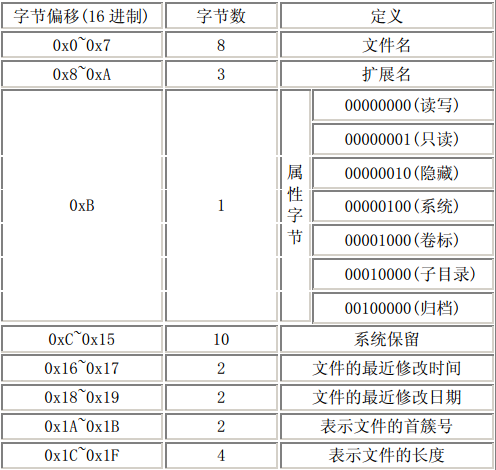 字节偏移(16 进制) 字节数 定义
0x0~0x7 8 文件名
0x8~0xA 3 扩展名
0xB 1 属性字节 00000000(读写)
00000001(只读)
00000010(隐藏)
00000100(系统)
00001000(卷标)
00010000(子目录)
00100000(归档)
0xC~0x15 10 系统保留
0x16~0x17 2 文件的最近修改时间
0x18~0x19 2 文件的最近修改日期
0x1A~0x1B 2 表示文件的首簇号
0x1C~0x1F 4 表示文件的长度